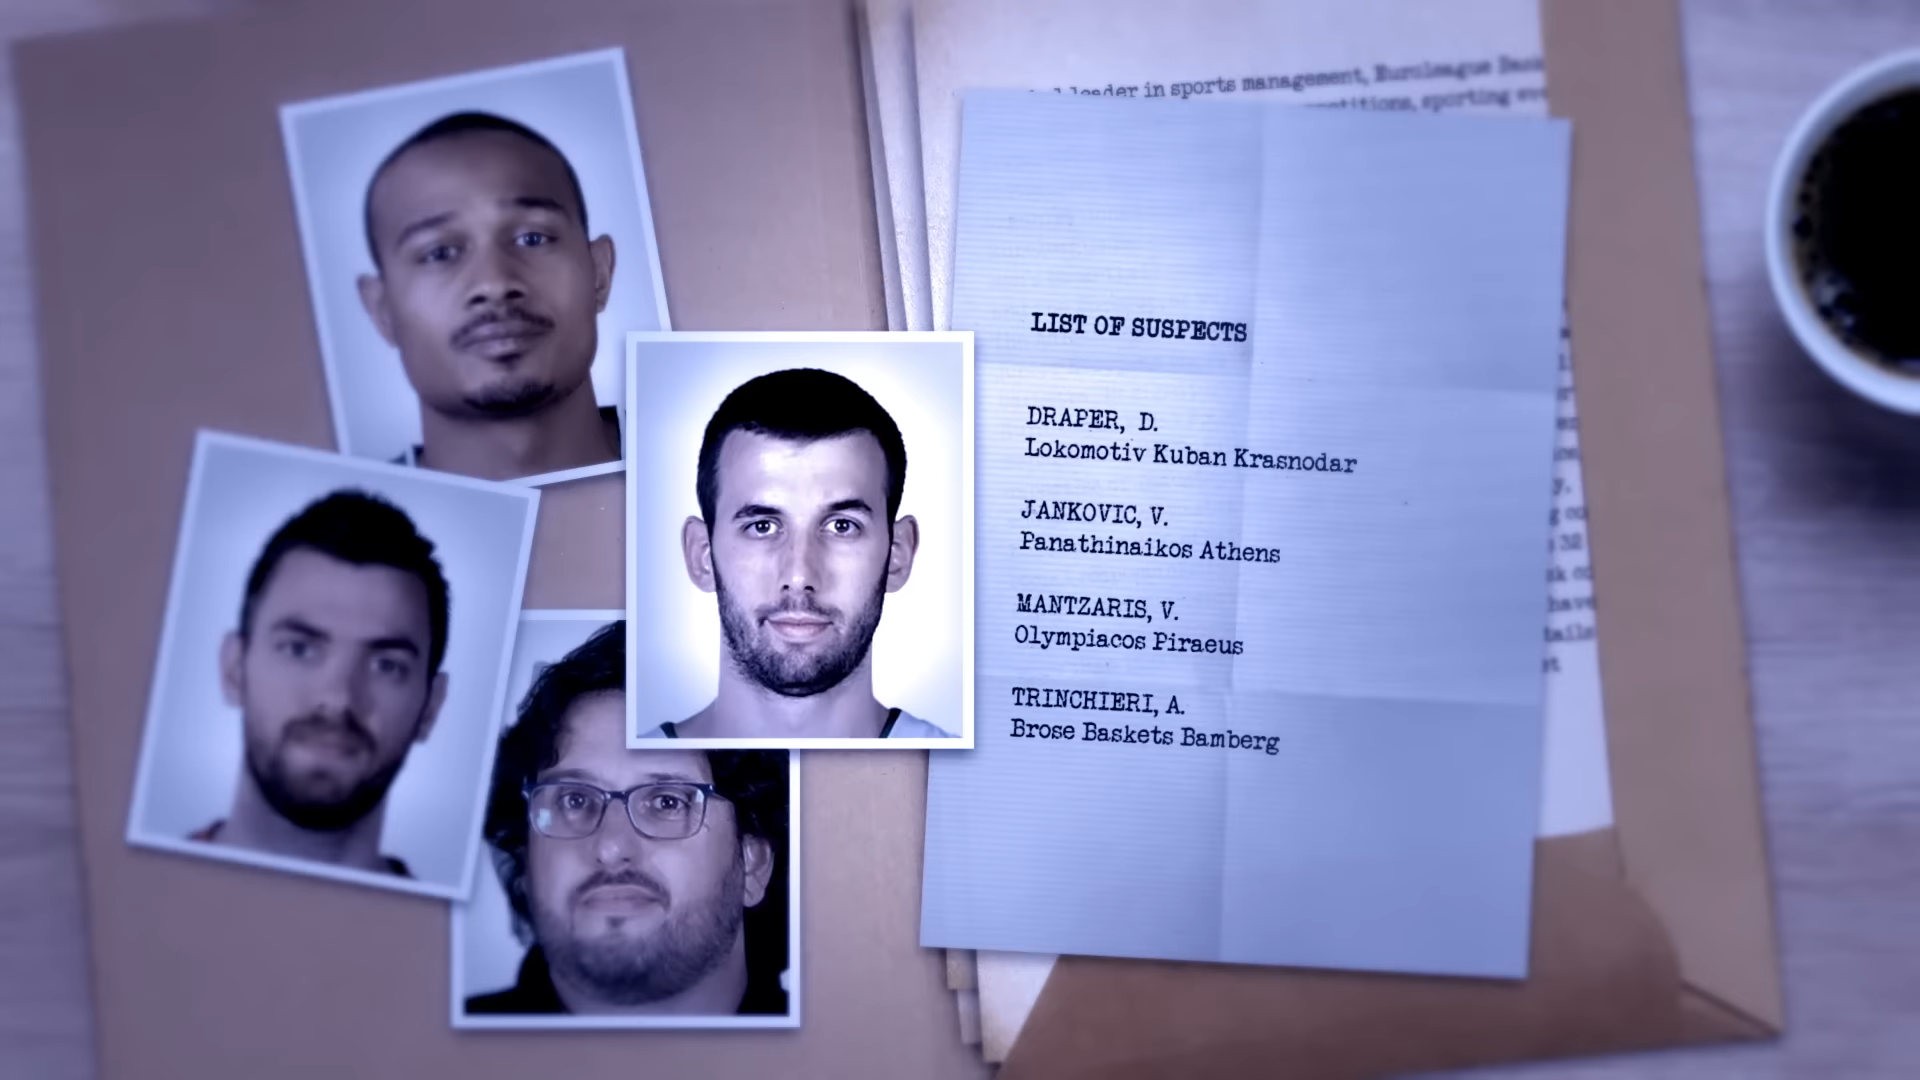 leader in sports management, Euroleague
sporting
LIST OF SUSPECTS
DRAPER, D.
Lokomotiv Kuban Krasnodar
JANKOVIC, V.
Panathinaikos Athens
MANTZARIS, V.
Olympiacos Piraeus
TRINCHIERI, A.
Brose Baskets Bamberg